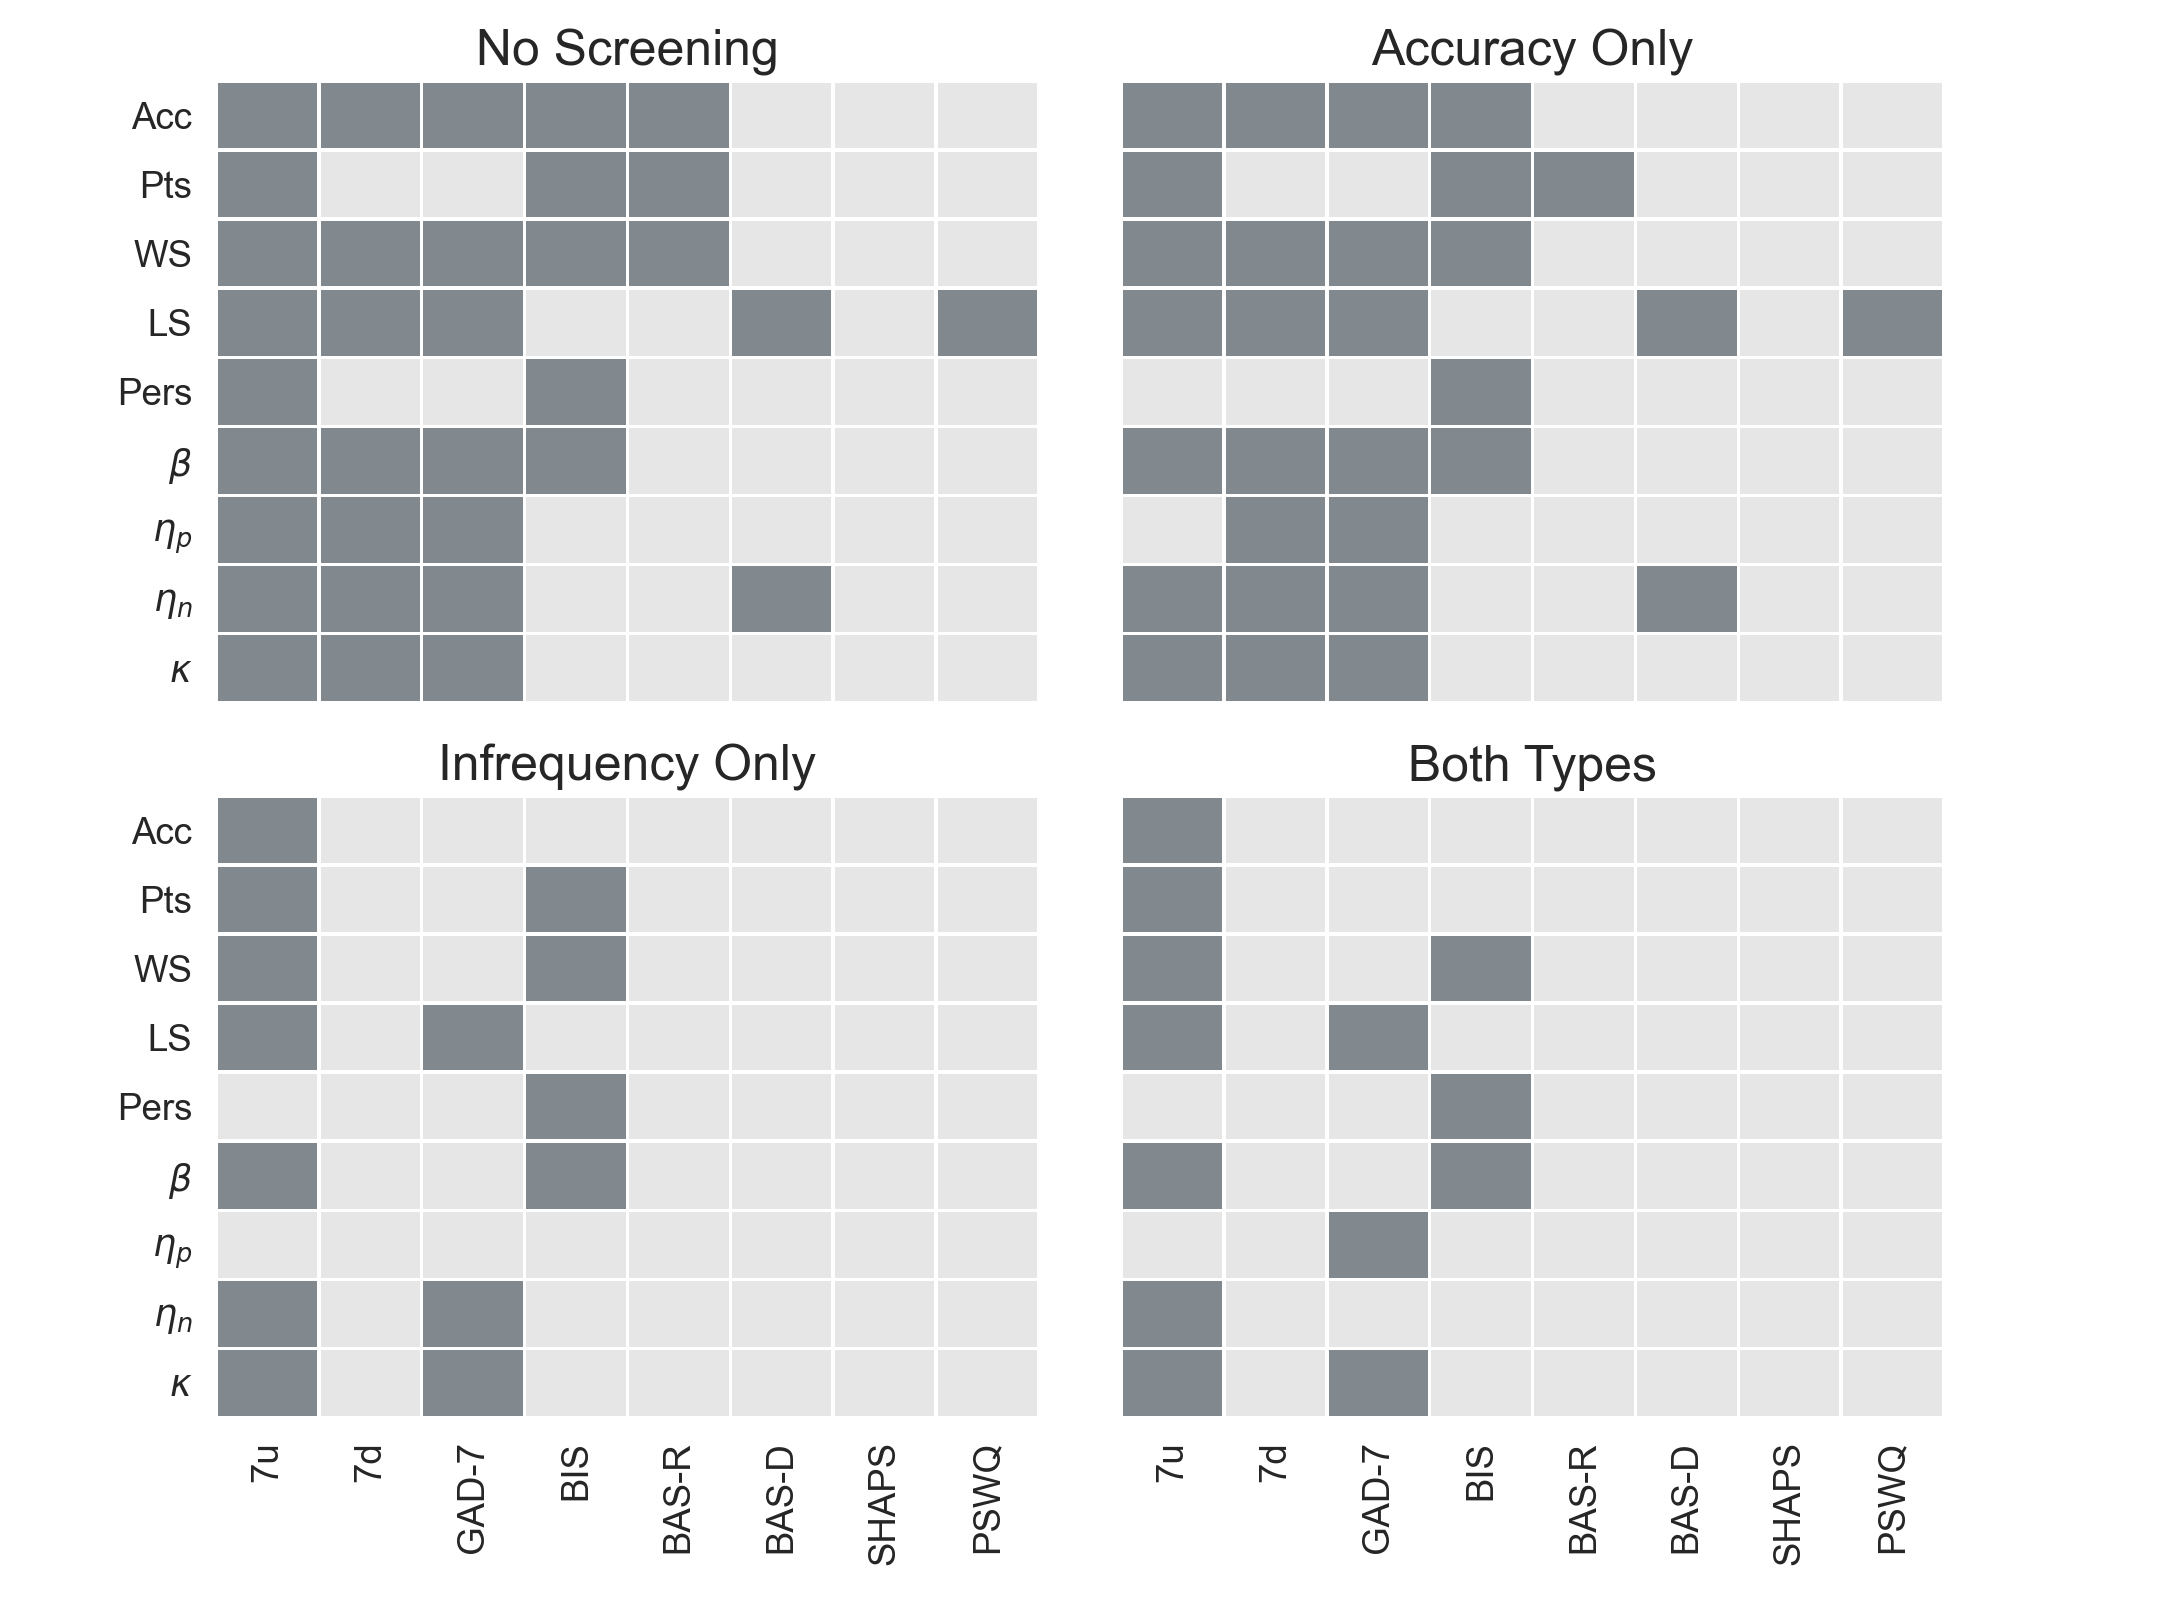 No Screening
Accuracy Only
Acc
Pts
WS
LS
Pers
β
ηp
ηn
κ
Infrequency Only
Both Types
Acc
Pts
WS
LS
Pers
β
ηp
ηn
κ
7u
7d
GAD-7
BIS
BAS-R
BAS-D
SHAPS
PSWQ
7u
7d
GAD-7
BIS
BAS-R
BAS-D
SHAPS
PSWQ